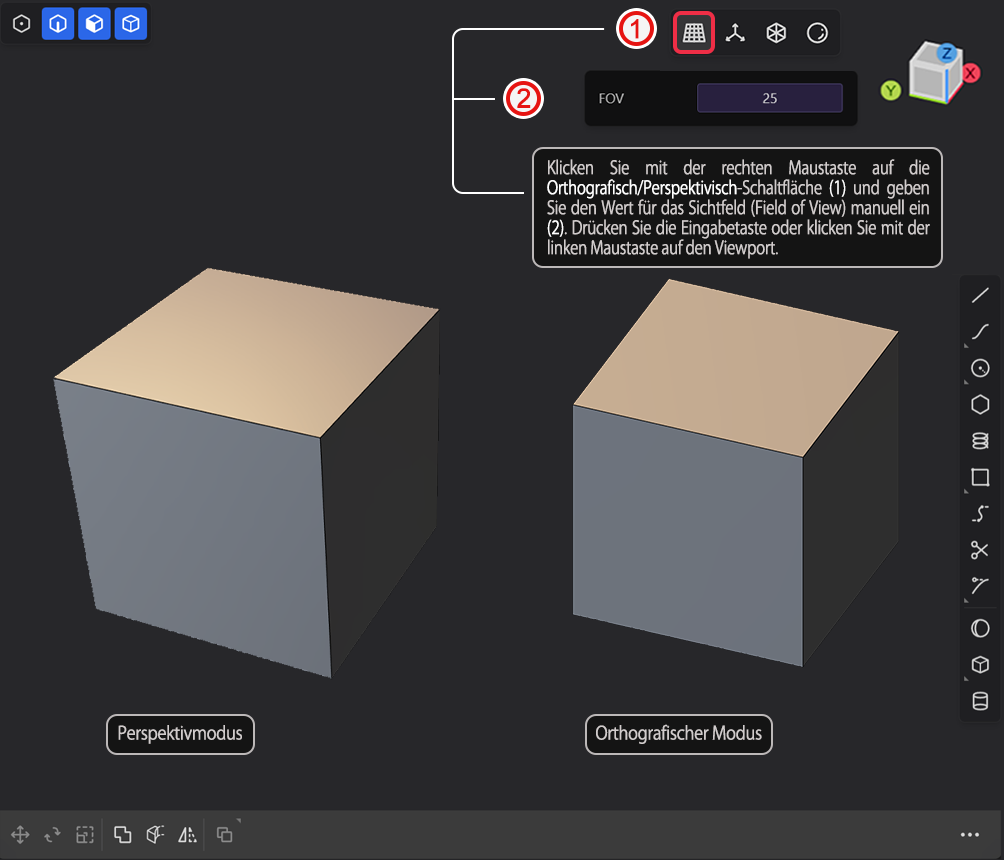 1
Z
X
Y
2
FOV
25
Klicken Sie mit der rechten Maustaste auf die
Orthografisch/Perspektivisch-Schaltfläche (1) und geben
Sie den Wert für das Sichtfeld (Field of View) manuell ein
(2). Drücken Sie die Eingabetaste oder klicken Sie mit der
linken Maustaste auf den Viewport.
Perspektivmodus
Orthografischer Modus